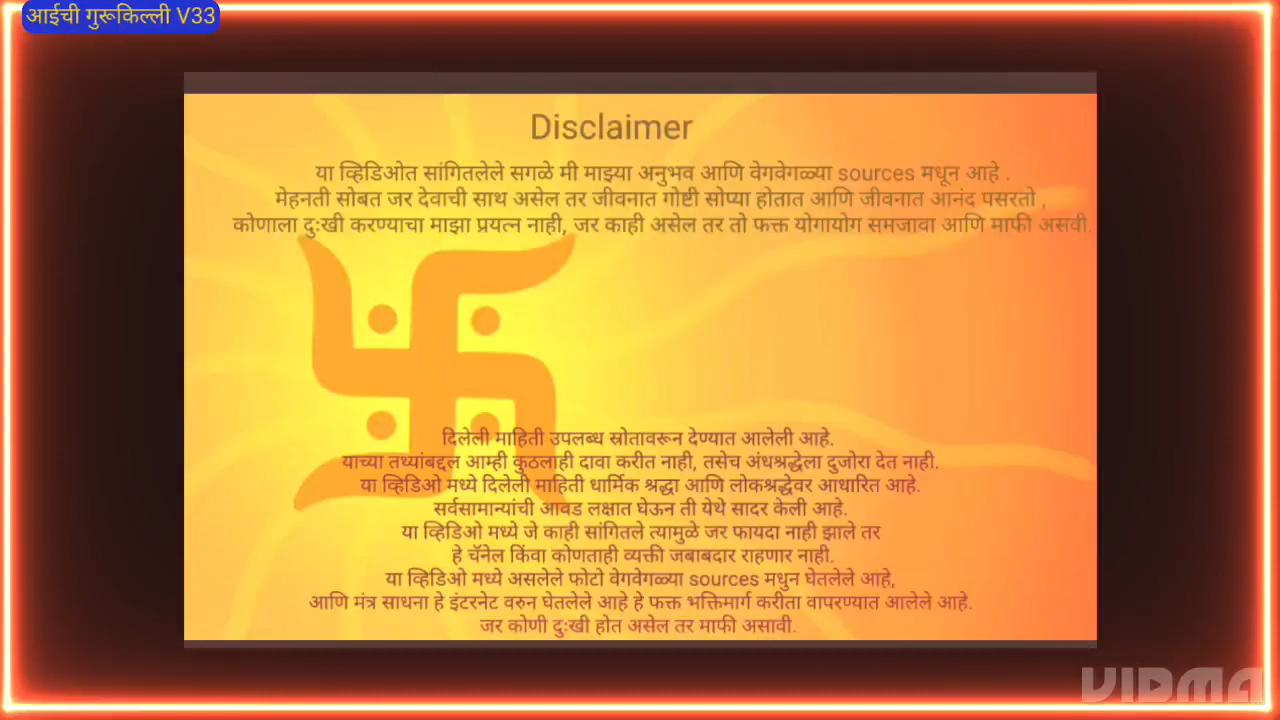 आईची गुरूकिल्ली V33
Disclaimer
या व्हिडिओत सांगितलेले सगळे मी माझ्या अनुभव आणि वेगवेगळ्या sources मधून आहे .
मेहनती सोबत जर देवाची साथ असेल तर जीवनात गोष्टी सोप्या होतात आणि जीवनात आनंद पसरतो ,
कोणाला दुःखी करण्याचा माझा प्रयत्न नाही, जर काही असेल तर तो फक्त योगायोग समजावा आणि माफी असवी.
दिलेली माहिती उपलब्ध स्रोतावरून देण्यात आलेली आहे.
याच्या तथ्यांबद्दल आम्ही कुठलाही दावा करीत नाही, तसेच अंधश्रद्धेला दुजोरा देत नाही.
या व्हिडिओ मध्ये दिलेली माहिती धार्मिक श्रद्धा आणि लोकश्रद्धेवर आधारित आहे.
सर्वसामान्यांची आवड लक्षात घेऊन ती येथे सादर केली आहे.
या व्हिडिओ मध्ये जे काही सांगितले त्यामुळे जर फायदा नाही झाले तर
हे चॅनेल किंवा कोणताही व्यक्ती जबाबदार राहणार नाही.
या व्हिडिओ मध्ये असलेले फोटो वेगवेगळ्या sources मधुन घेतलेले आहे,
आणि मंत्र साधना हे इंटरनेट वरुन घेतलेले आहे हे फक्त भक्तिमार्ग करीता वापरण्यात आलेले आहे.
जर कोणी दुःखी होत असेल तर माफी असावी.
VIDMA